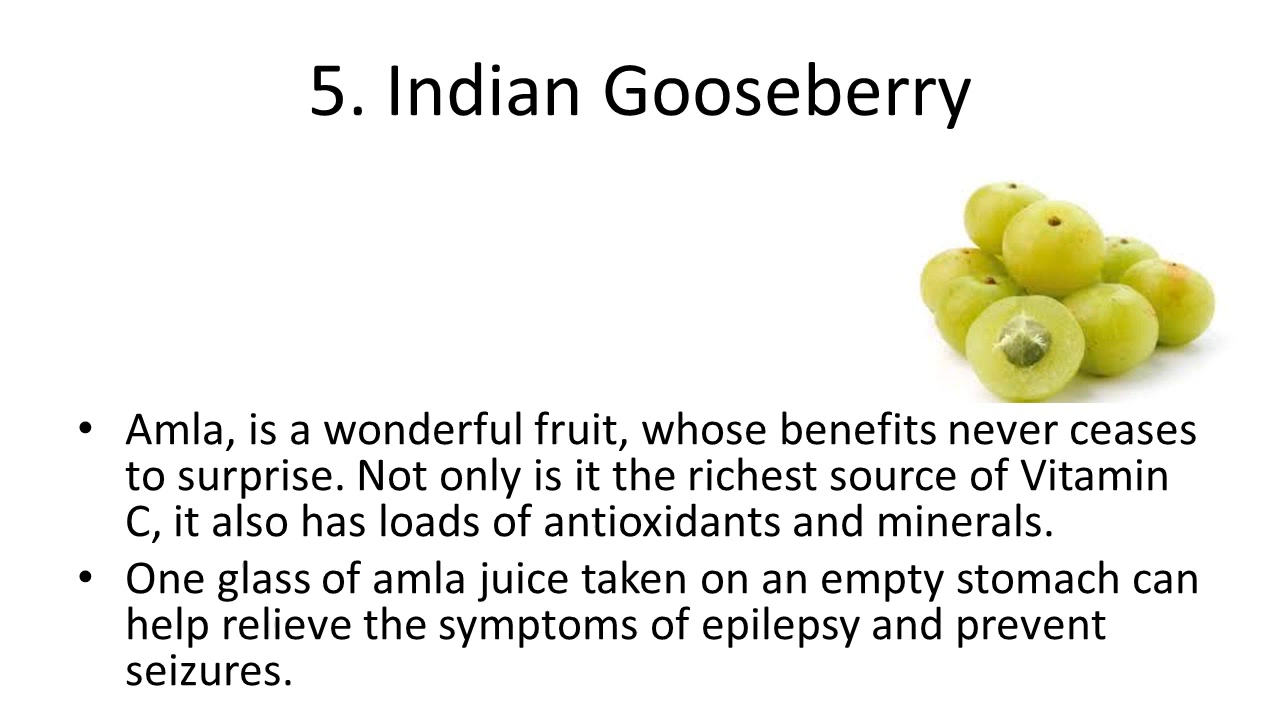 5. Indian Gooseberry
• Amla, is a wonderful fruit, whose benefits never ceases
to surprise. Not only is it the richest source of Vitamin
C, it also has loads of antioxidants and minerals.
• One glass of amla juice taken on an empty stomach can
help relieve the symptoms of epilepsy and prevent
seizures.